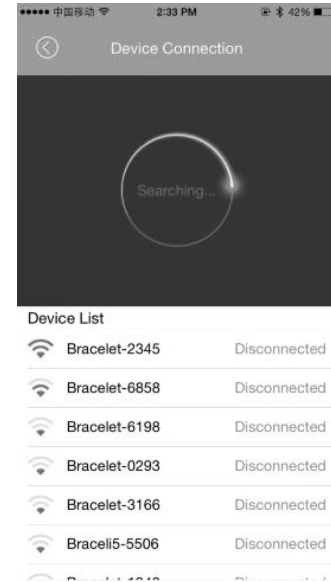 中国移动 2:33 PM 42%
Device Connection
Searching...
Device List
Bracelet-2345 Disconnected
Bracelet-6858 Disconnected
Bracelet-6198 Disconnected
Bracelet-0293 Disconnected
Bracelet-3166 Disconnected
Braceli5-5506 Disconnected